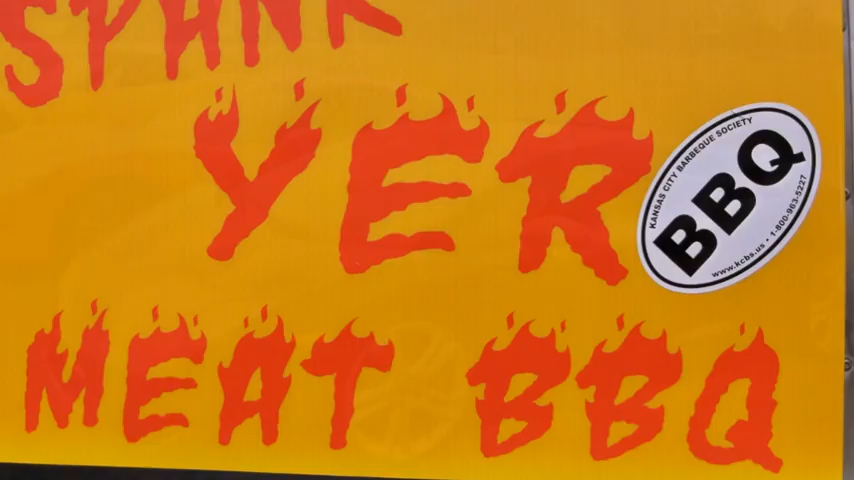 SPANK
YER
MEAT BBQ
KANSAS CITY BARBEQUE SOCIETY
BBQ
www.kcbs.us • 1-800-963-5227